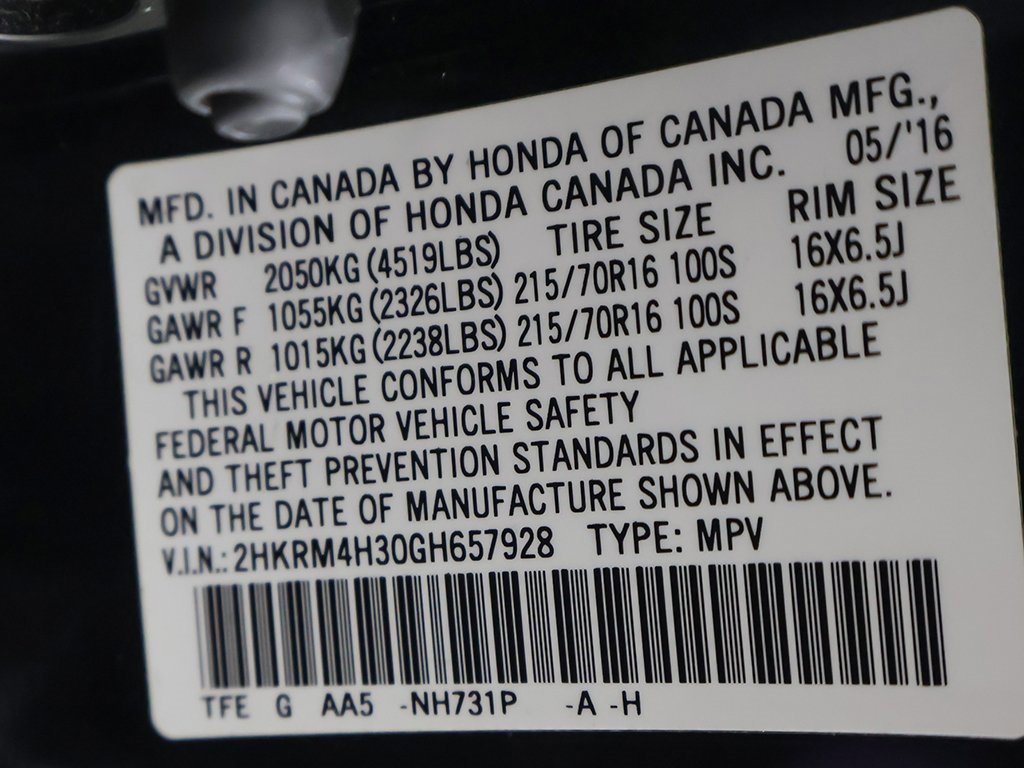 MFD. IN CANADA BY HONDA OF CANADA MFG.,
A DIVISION OF HONDA CANADA INC. 05/'16
GVWR 2050KG (4519LBS) TIRE SIZE RIM SIZE
GAWR F 1055KG (2326LBS) 215/70R16 100S 16X6.5J
GAWR R 1015KG (2238LBS) 215/70R16 100S 16X6.5J
THIS VEHICLE CONFORMS TO ALL APPLICABLE
FEDERAL MOTOR VEHICLE SAFETY
AND THEFT PREVENTION STANDARDS IN EFFECT
ON THE DATE OF MANUFACTURE SHOWN ABOVE.
V.I.N.: 2HKRM4H30GH657928 TYPE: MPV
TFE G AA5 -NH731P -A -H